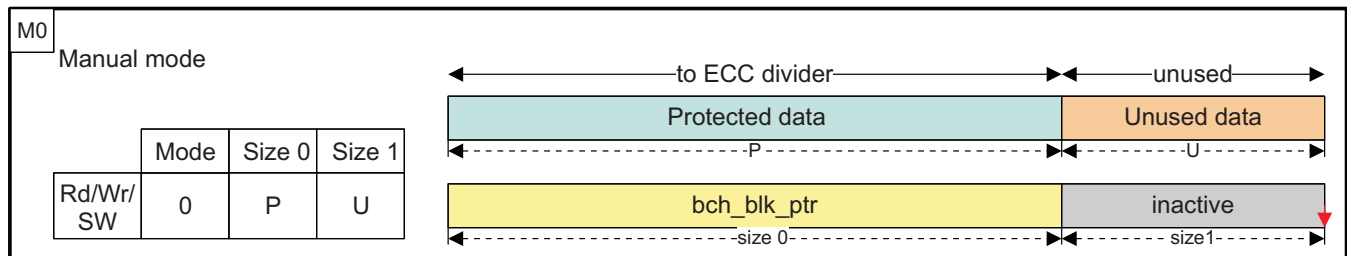 M0
Manual mode
to ECC divider
unused
Protected data
Unused data
P
U
Mode Size 0 Size 1
Rd/Wr/
SW
0 P U
bch_blk_ptr
inactive
size 0
size1